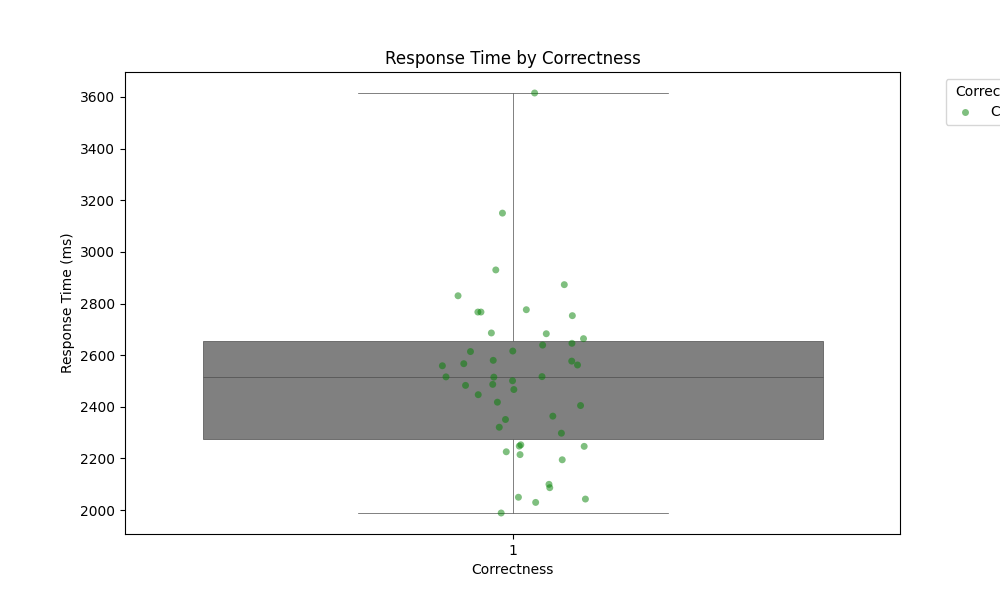 Response Time by Correctness
Correc
C
3600
3400
3200
3000
2800
2600
2400
2200
2000
Response Time (ms)
1
Correctness